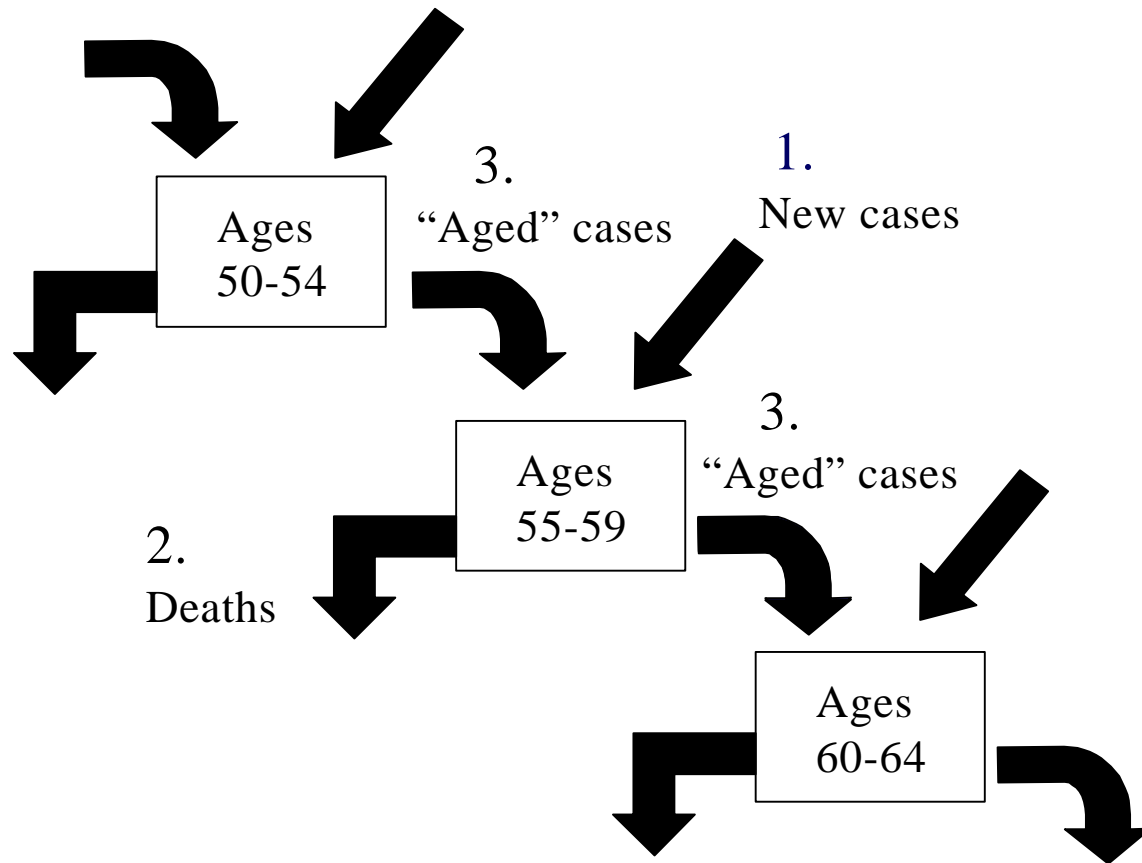 3.
“Aged” cases
1.
New cases
Ages
50-54
3.
“Aged” cases
Ages
55-59
2.
Deaths
Ages
60-64